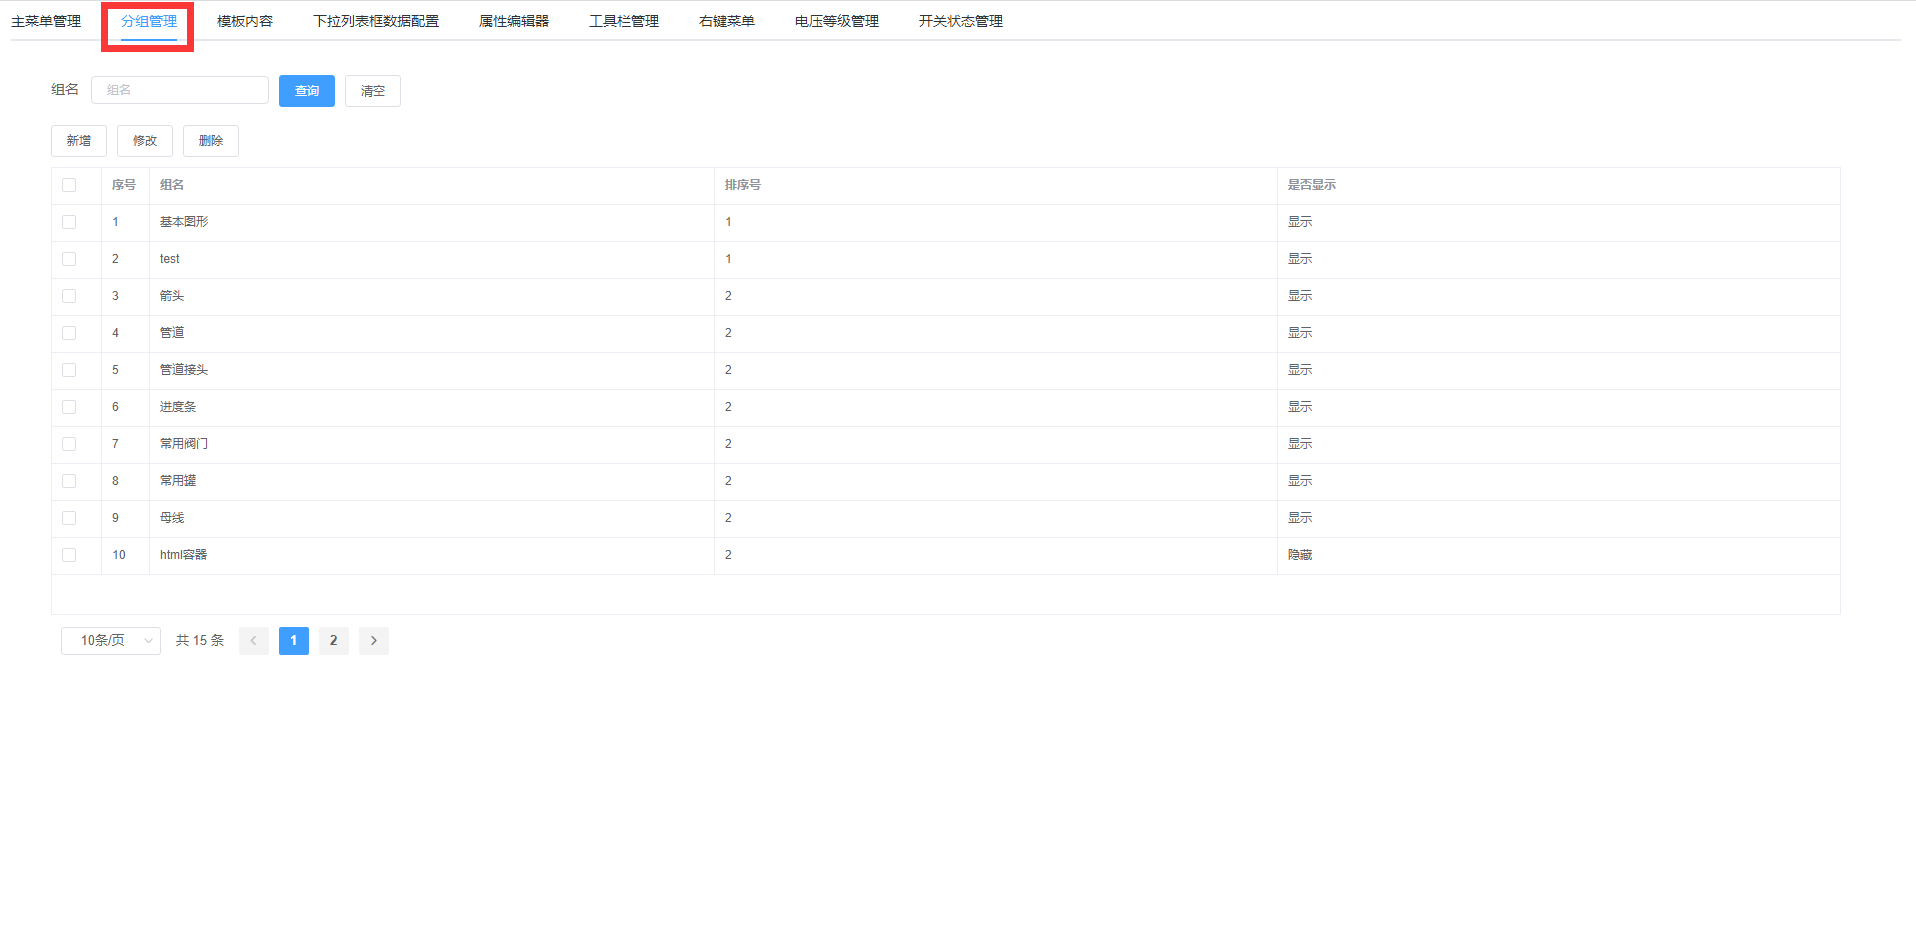 主菜单管理 分组管理 模板内容 下拉列表框数据配置 属性编辑器 工具栏管理 右键菜单 电压等级管理 开关状态管理
组名 组名 查询 清空
新增 修改 删除
序号 组名 排序号 是否显示
1 基本图形 1 显示
2 test 1 显示
3 箭头 2 显示
4 管道 2 显示
5 管道接头 2 显示
6 进度条 2 显示
7 常用阀门 2 显示
8 常用罐 2 显示
9 母线 2 显示
10 html容器 2 隐藏
10条/页 共 15 条 1 2